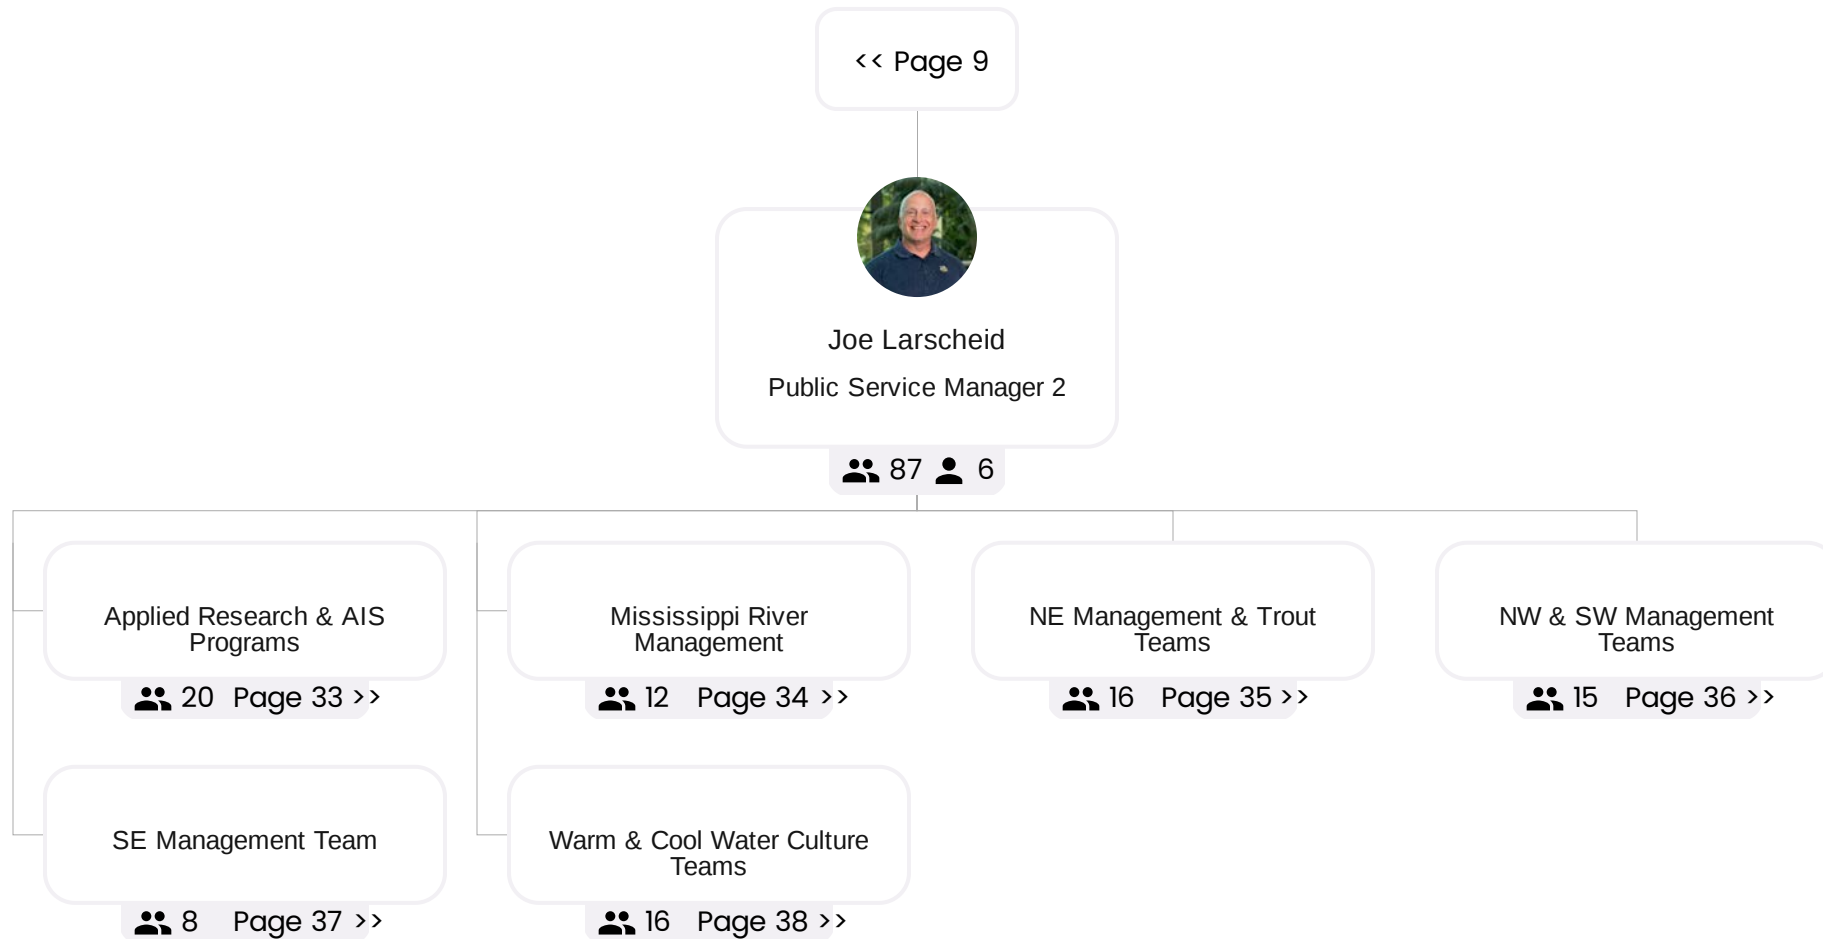 << Page 9
Joe Larscheid
Public Service Manager 2
87 6
Applied Research & AIS
Programs
20 Page 33 >>
Mississippi River
Management
12 Page 34 >>
NE Management & Trout
Teams
16 Page 35 >>
NW & SW Management
Teams
15 Page 36 >>
SE Management Team
8 Page 37 >>
Warm & Cool Water Culture
Teams
16 Page 38 >>